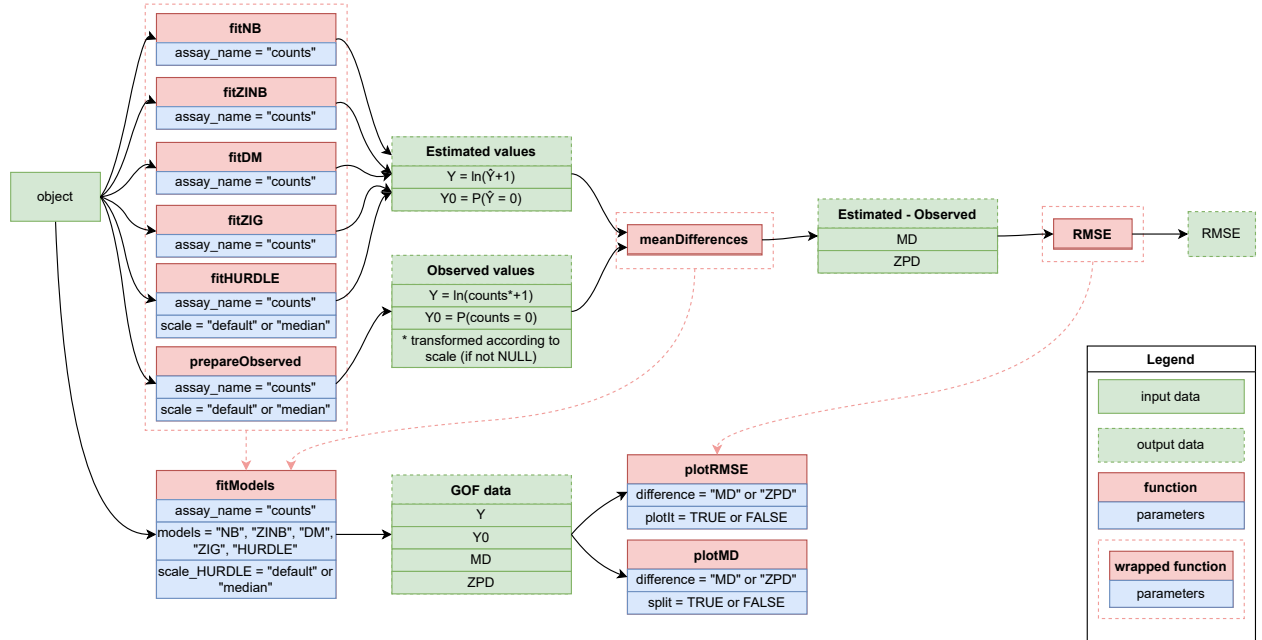 fitNB
assay_name = "counts"
fitZINB
assay_name = "counts"
fitDM
assay_name = "counts"
fitZIG
assay_name = "counts"
fitHURDLE
assay_name = "counts"
scale = "default" or "median"
prepareObserved
assay_name = "counts"
scale = "default" or "median"
object
Estimated values
Y = ln(Ŷ+1)
Y0 = P(Ŷ = 0)
Observed values
Y = ln(counts*+1)
Y0 = P(counts = 0)
* transformed according to
scale (if not NULL)
meanDifferences
Estimated - Observed
MD
ZPD
RMSE
RMSE
fitModels
assay_name = "counts"
models = "NB", "ZINB", "DM",
"ZIG", "HURDLE"
scale_HURDLE = "default" or
"median"
GOF data
Y
Y0
MD
ZPD
plotRMSE
difference = "MD" or "ZPD"
plotIt = TRUE or FALSE
plotMD
difference = "MD" or "ZPD"
split = TRUE or FALSE
Legend
input data
output data
function
parameters
wrapped function
parameters